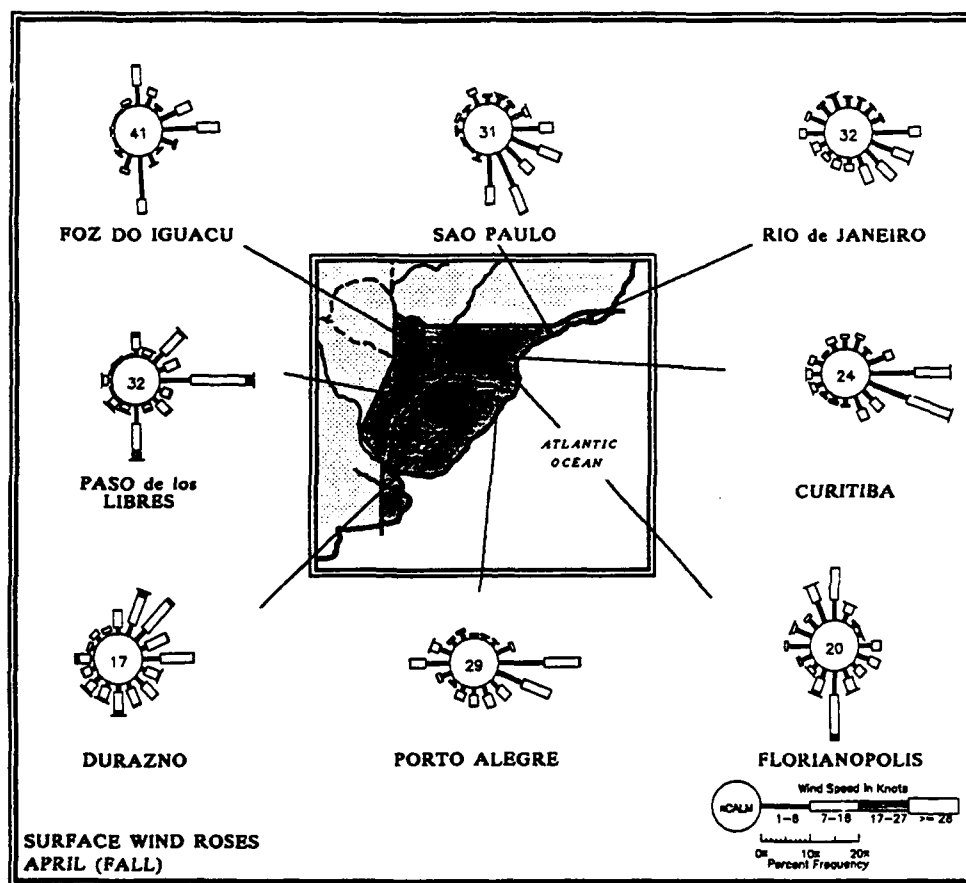 41
31
32
FOZ DO IGUACU
SAO PAULO
RIO de JANEIRO
32
24
ATLANTIC
OCEAN
PASO de los
LIBRES
CURITIBA
17
29
20
DURAZNO
PORTO ALEGRE
FLORIANOPOLIS
Wind Speed In Knots
%CALM
1-6 7-16 17-27 >= 28
0% 10% 20%
Percent Frequency
SURFACE WIND ROSES
APRIL (FALL)